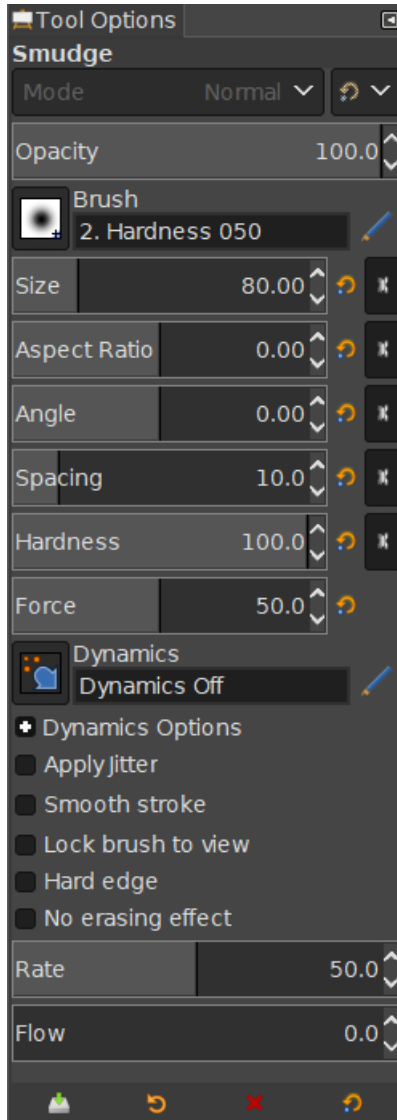 Tool Options
Smudge
Mode Normal
Opacity 100.0
Brush
2. Hardness 050
Size 80.00
Aspect Ratio 0.00
Angle 0.00
Spacing 10.0
Hardness 100.0
Force 50.0
Dynamics
Dynamics Off
Dynamics Options
Apply Jitter
Smooth stroke
Lock brush to view
Hard edge
No erasing effect
Rate 50.0
Flow 0.0